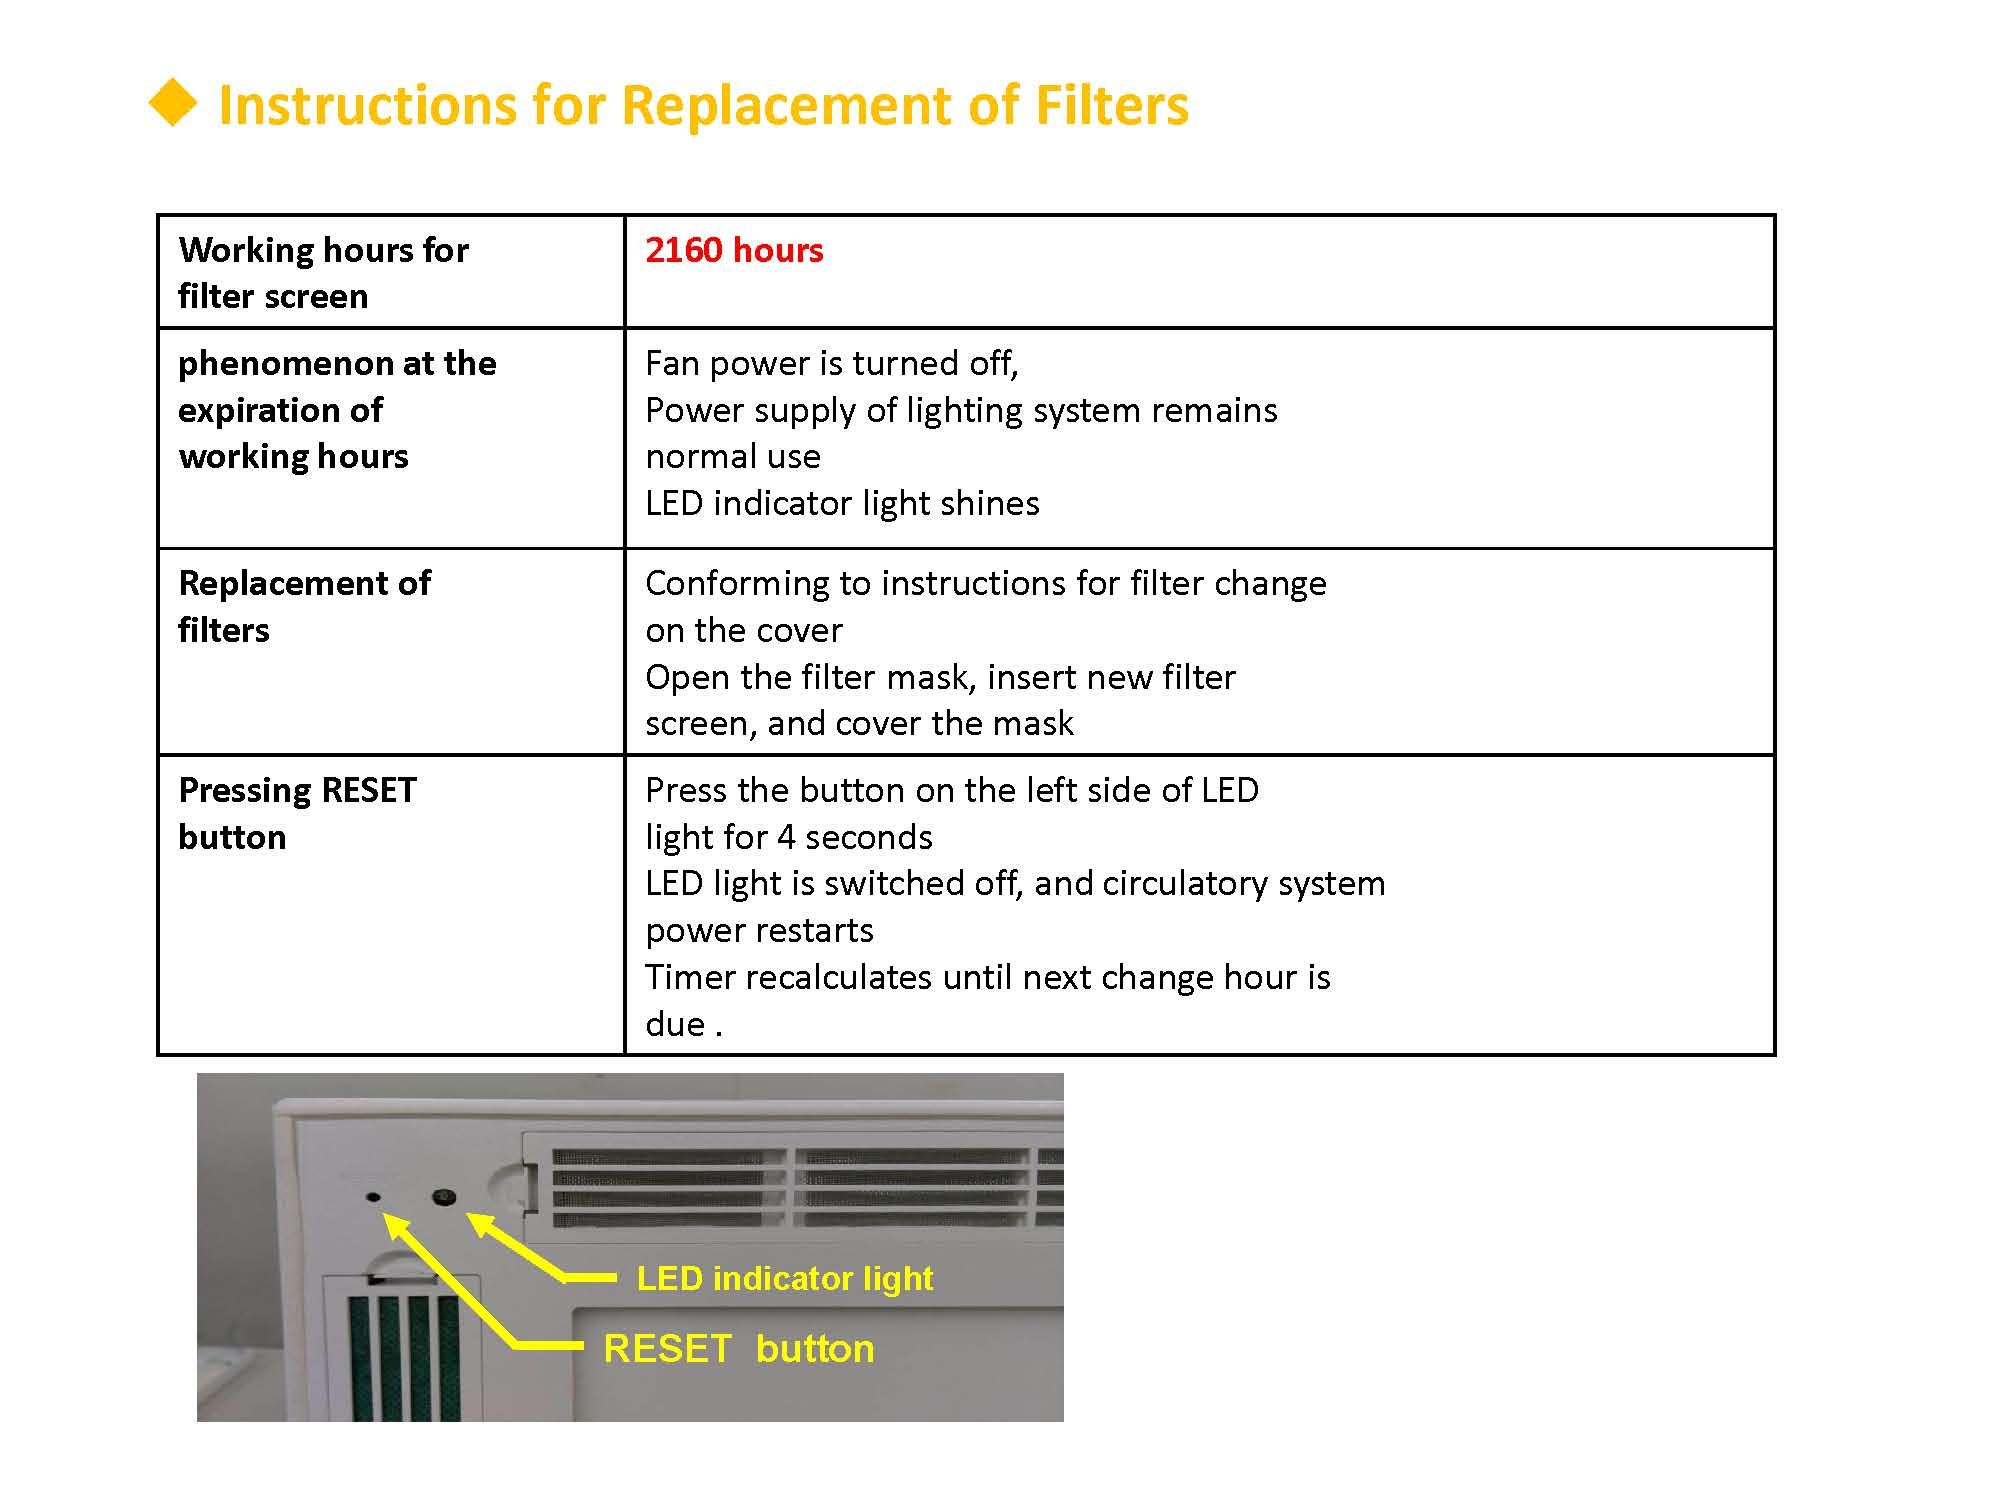 Instructions for Replacement of Filters
Working hours for
filter screen
2160 hours
phenomenon at the
expiration of
working hours
Fan power is turned off,
Power supply of lighting system remains
normal use
LED indicator light shines
Replacement of
filters
Conforming to instructions for filter change
on the cover
Open the filter mask, insert new filter
screen, and cover the mask
Pressing RESET
button
Press the button on the left side of LED
light for 4 seconds
LED light is switched off, and circulatory system
power restarts
Timer recalculates until next change hour is
due .
LED indicator light
RESET button